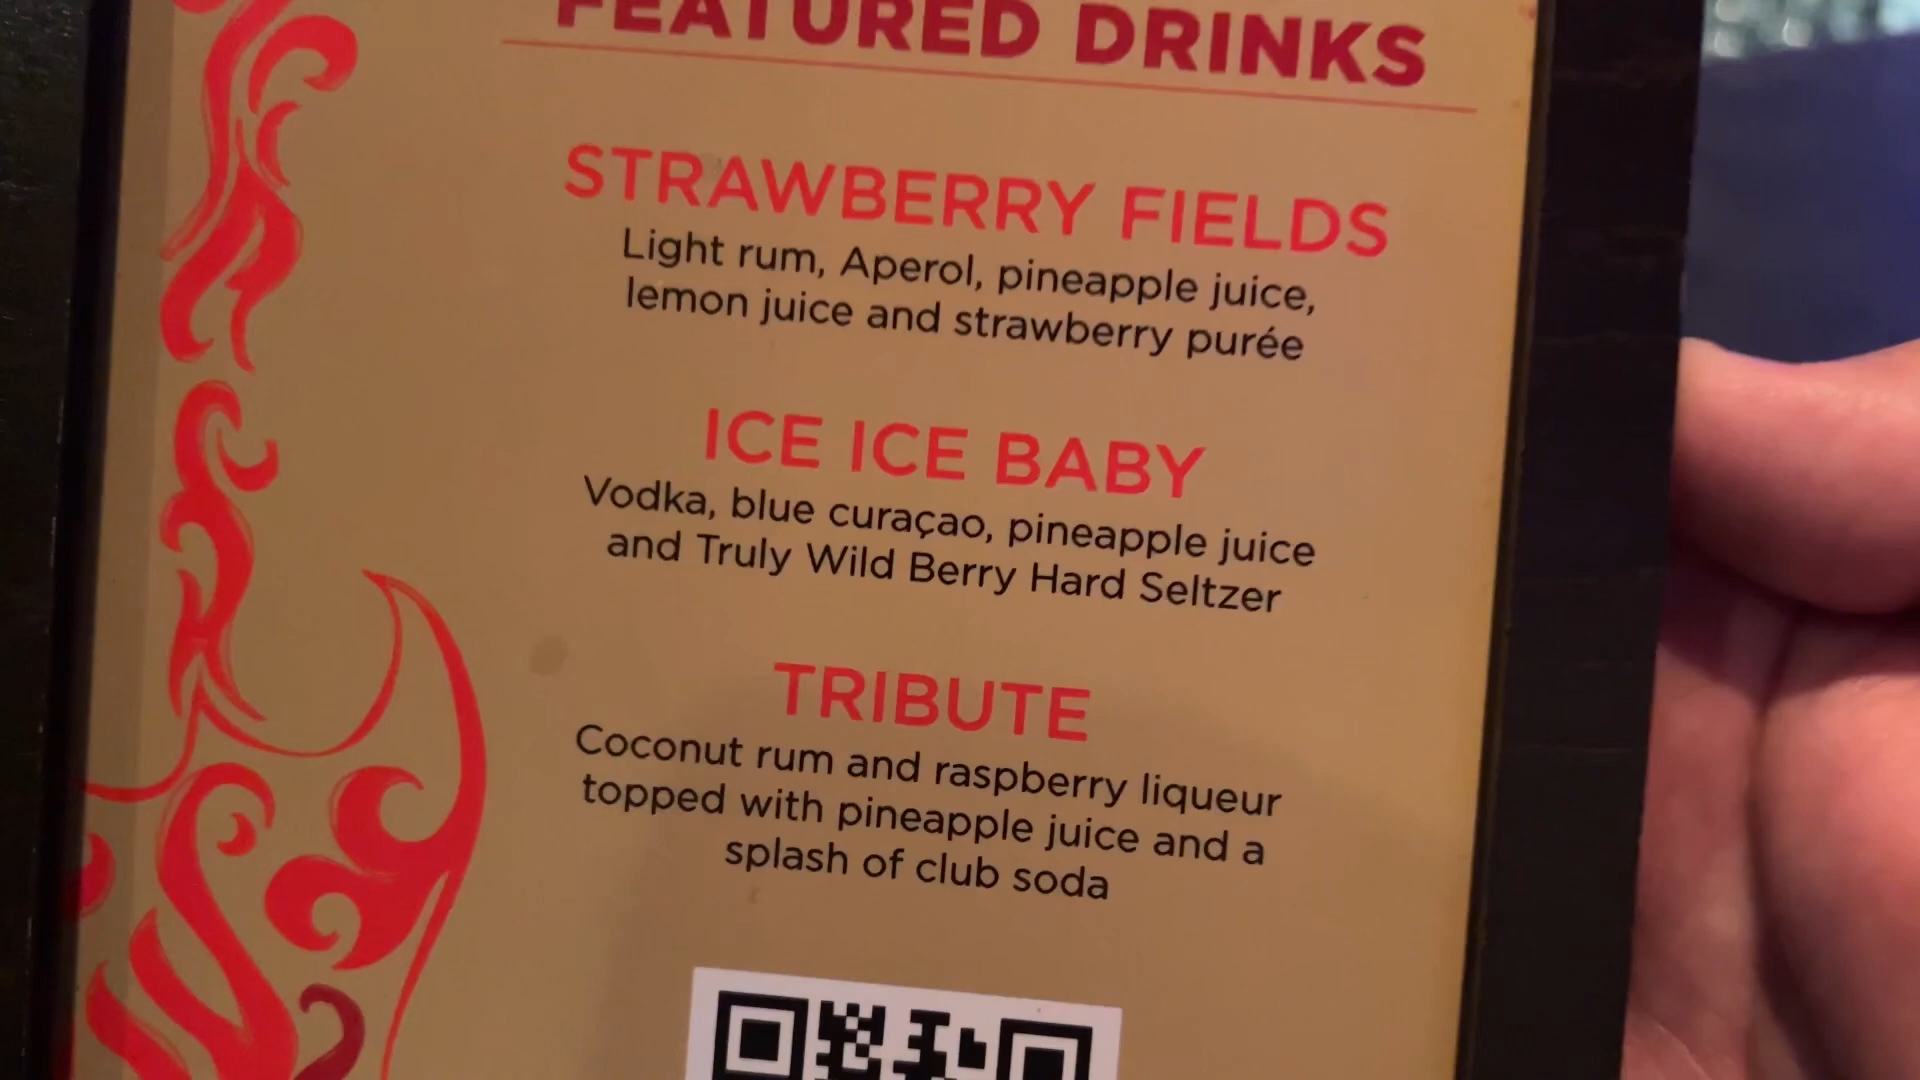 FEATURED DRINKS
STRAWBERRY FIELDS
Light rum, Aperol, pineapple juice,
lemon juice and strawberry purée
ICE ICE BABY
Vodka, blue curaçao, pineapple juice
and Truly Wild Berry Hard Seltzer
TRIBUTE
Coconut rum and raspberry liqueur
topped with pineapple juice and a
splash of club soda